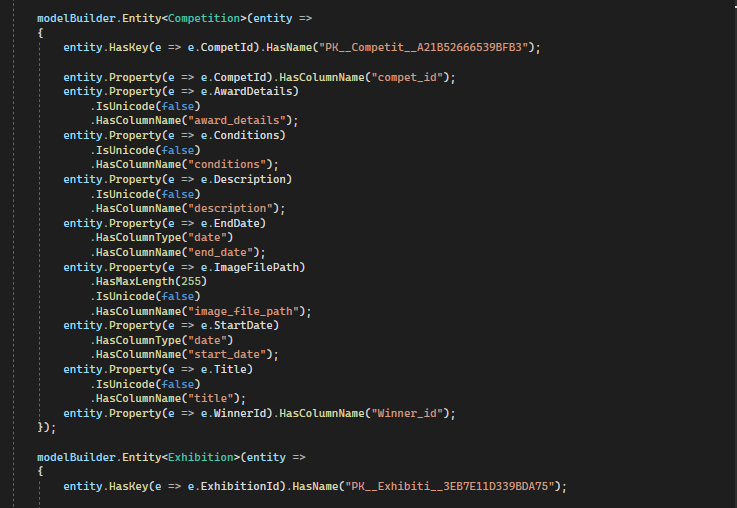 modelBuilder.Entity<Competition>(entity =>
{
entity.HasKey(e => e.CompetId).HasName("PK__Competit__A21B52666539BFB3");
entity.Property(e => e.CompetId).HasColumnName("compet_id");
entity.Property(e => e.AwardDetails)
.IsUnicode(false)
.HasColumnName("award_details");
entity.Property(e => e.Conditions)
.IsUnicode(false)
.HasColumnName("conditions");
entity.Property(e => e.Description)
.IsUnicode(false)
.HasColumnName("description");
entity.Property(e => e.EndDate)
.HasColumnType("date")
.HasColumnName("end_date");
entity.Property(e => e.ImageFilePath)
.HasMaxLength(255)
.IsUnicode(false)
.HasColumnName("image_file_path");
entity.Property(e => e.StartDate)
.HasColumnType("date")
.HasColumnName("start_date");
entity.Property(e => e.Title)
.IsUnicode(false)
.HasColumnName("title");
entity.Property(e => e.WinnerId).HasColumnName("Winner_id");
});
modelBuilder.Entity<Exhibition>(entity =>
{
entity.HasKey(e => e.ExhibitionId).HasName("PK__Exhibiti__3EB7E11D339BDA75");